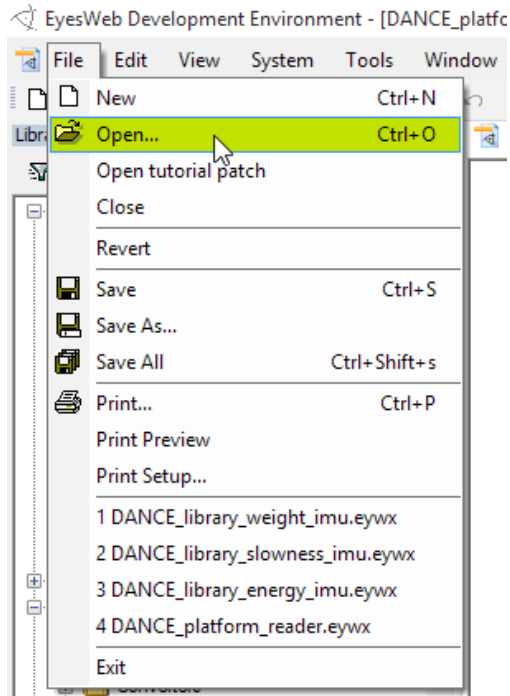 EyesWeb Development Environment - [DANCE_platfo
File Edit View System Tools Window
New Ctrl+N
Libr
Open... Ctrl+O
Open tutorial patch
Close
Revert
Save Ctrl+S
Save As...
Save All Ctrl+Shift+s
Print... Ctrl+P
Print Preview
Print Setup...
1 DANCE_library_weight_imu.eywx
2 DANCE_library_slowness_imu.eywx
3 DANCE_library_energy_imu.eywx
4 DANCE_platform_reader.eywx
Exit